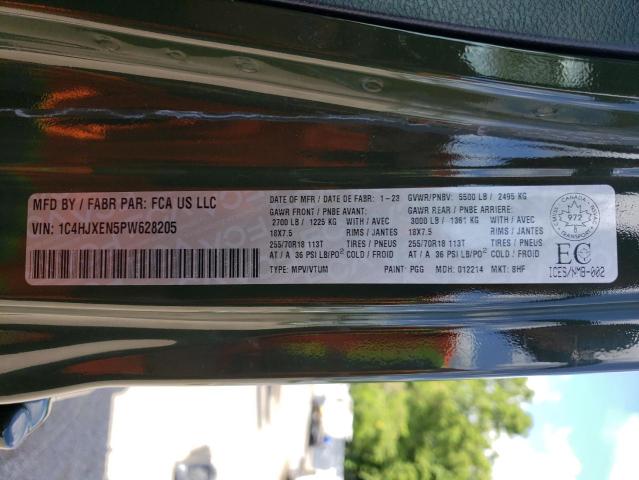 MFD BY / FABR PAR: FCA US LLC
VIN: 1C4HJXEN5PW628205
DATE OF MFR / DATE DE FABR: 1-23
GAWR FRONT / PNBE AVANT:
2700 LB / 1225 KG WITH / AVEC
18X7.5 RIMS / JANTES
255/70R18 113T TIRES / PNEUS
AT / A 36 PSI LB/PO² COLD / FROID
TYPE: MPV/VTUM
GVWR/PNBV: 5500 LB / 2495 KG
GAWR REAR / PNBE ARRIERE:
3000 LB / 1361 KG WITH / AVEC
18X7.5 RIMS / JANTES
255/70R18 113T TIRES / PNEUS
AT / A 36 PSI LB/PO² COLD / FROID
PAINT: PGG MDH: 012214 MKT: 8HF
CANADA
972
TRANSPORT
EC
ICES/NMB-002